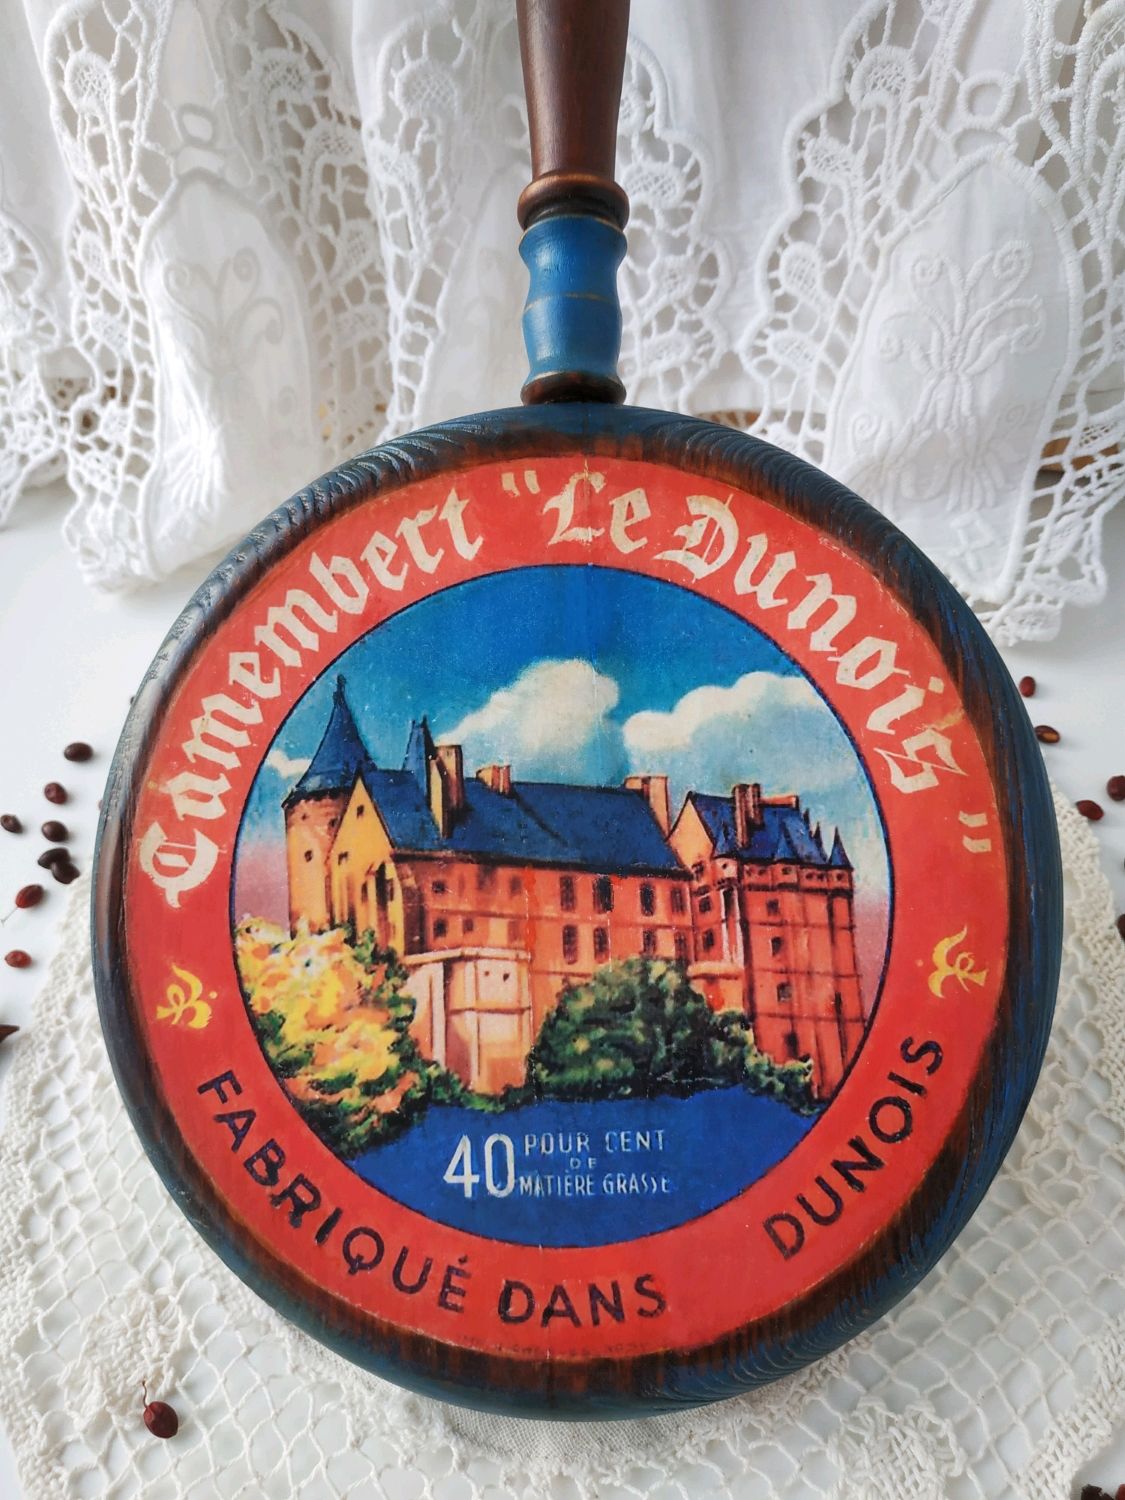 Camembert "Le Dunois"
40 POUR CENT
DE
MATIÈRE GRASSE
FABRIQUÉ DANS DUNOIS